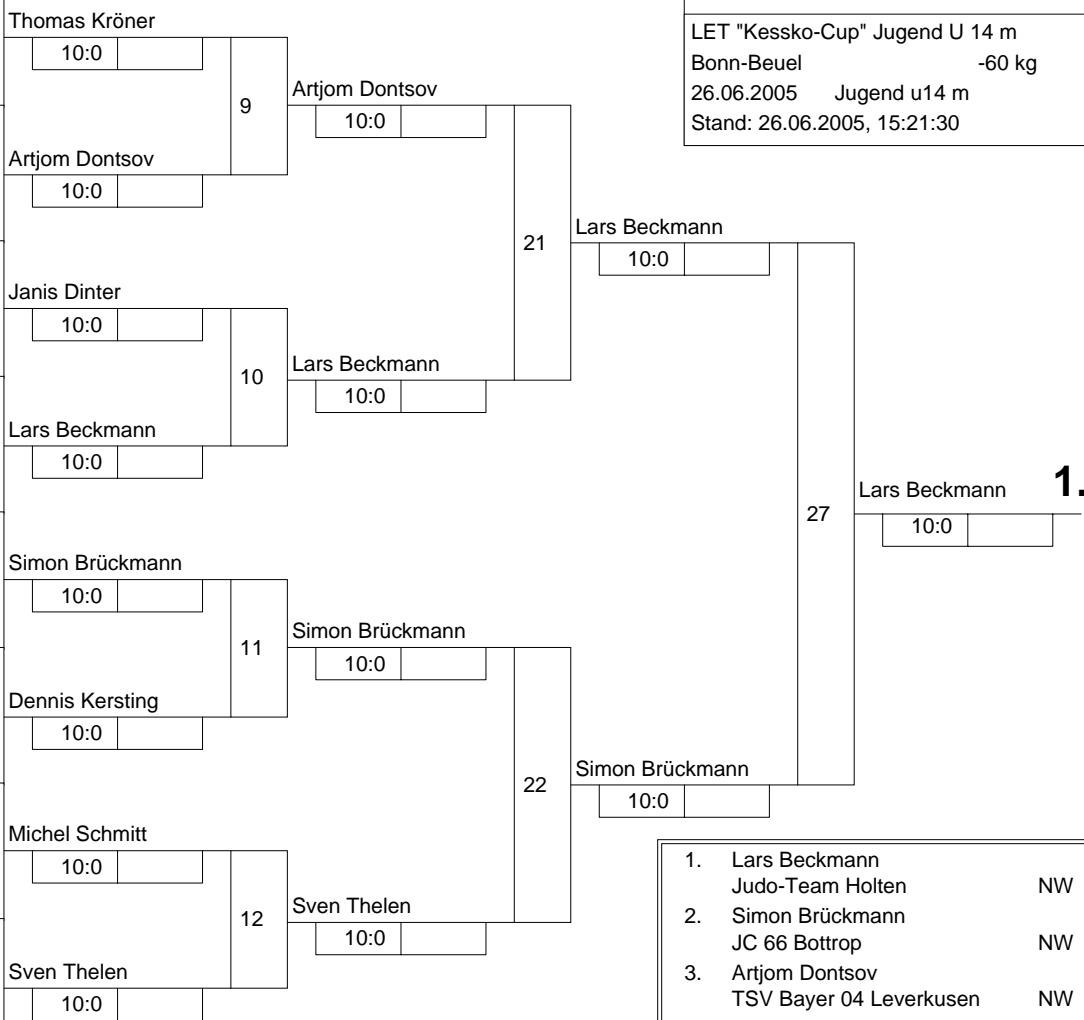 Thomas Kröner
10:0
9
Artjom Dontsov
10:0
Artjom Dontsov
10:0
21
Lars Beckmann
10:0
Janis Dinter
10:0
10
Lars Beckmann
10:0
Lars Beckmann
10:0
27
Lars Beckmann 1.
10:0
Simon Brückmann
10:0
11
Simon Brückmann
10:0
Dennis Kersting
10:0
22
Simon Brückmann
10:0
Michel Schmitt
10:0
12
Sven Thelen
10:0
Sven Thelen
10:0
LET "Kessko-Cup" Jugend U 14 m
Bonn-Beuel -60 kg
26.06.2005 Jugend u14 m
Stand: 26.06.2005, 15:21:30
1. Lars Beckmann
Judo-Team Holten NW
2. Simon Brückmann
JC 66 Bottrop NW
3. Artjom Dontsov
TSV Bayer 04 Leverkusen NW